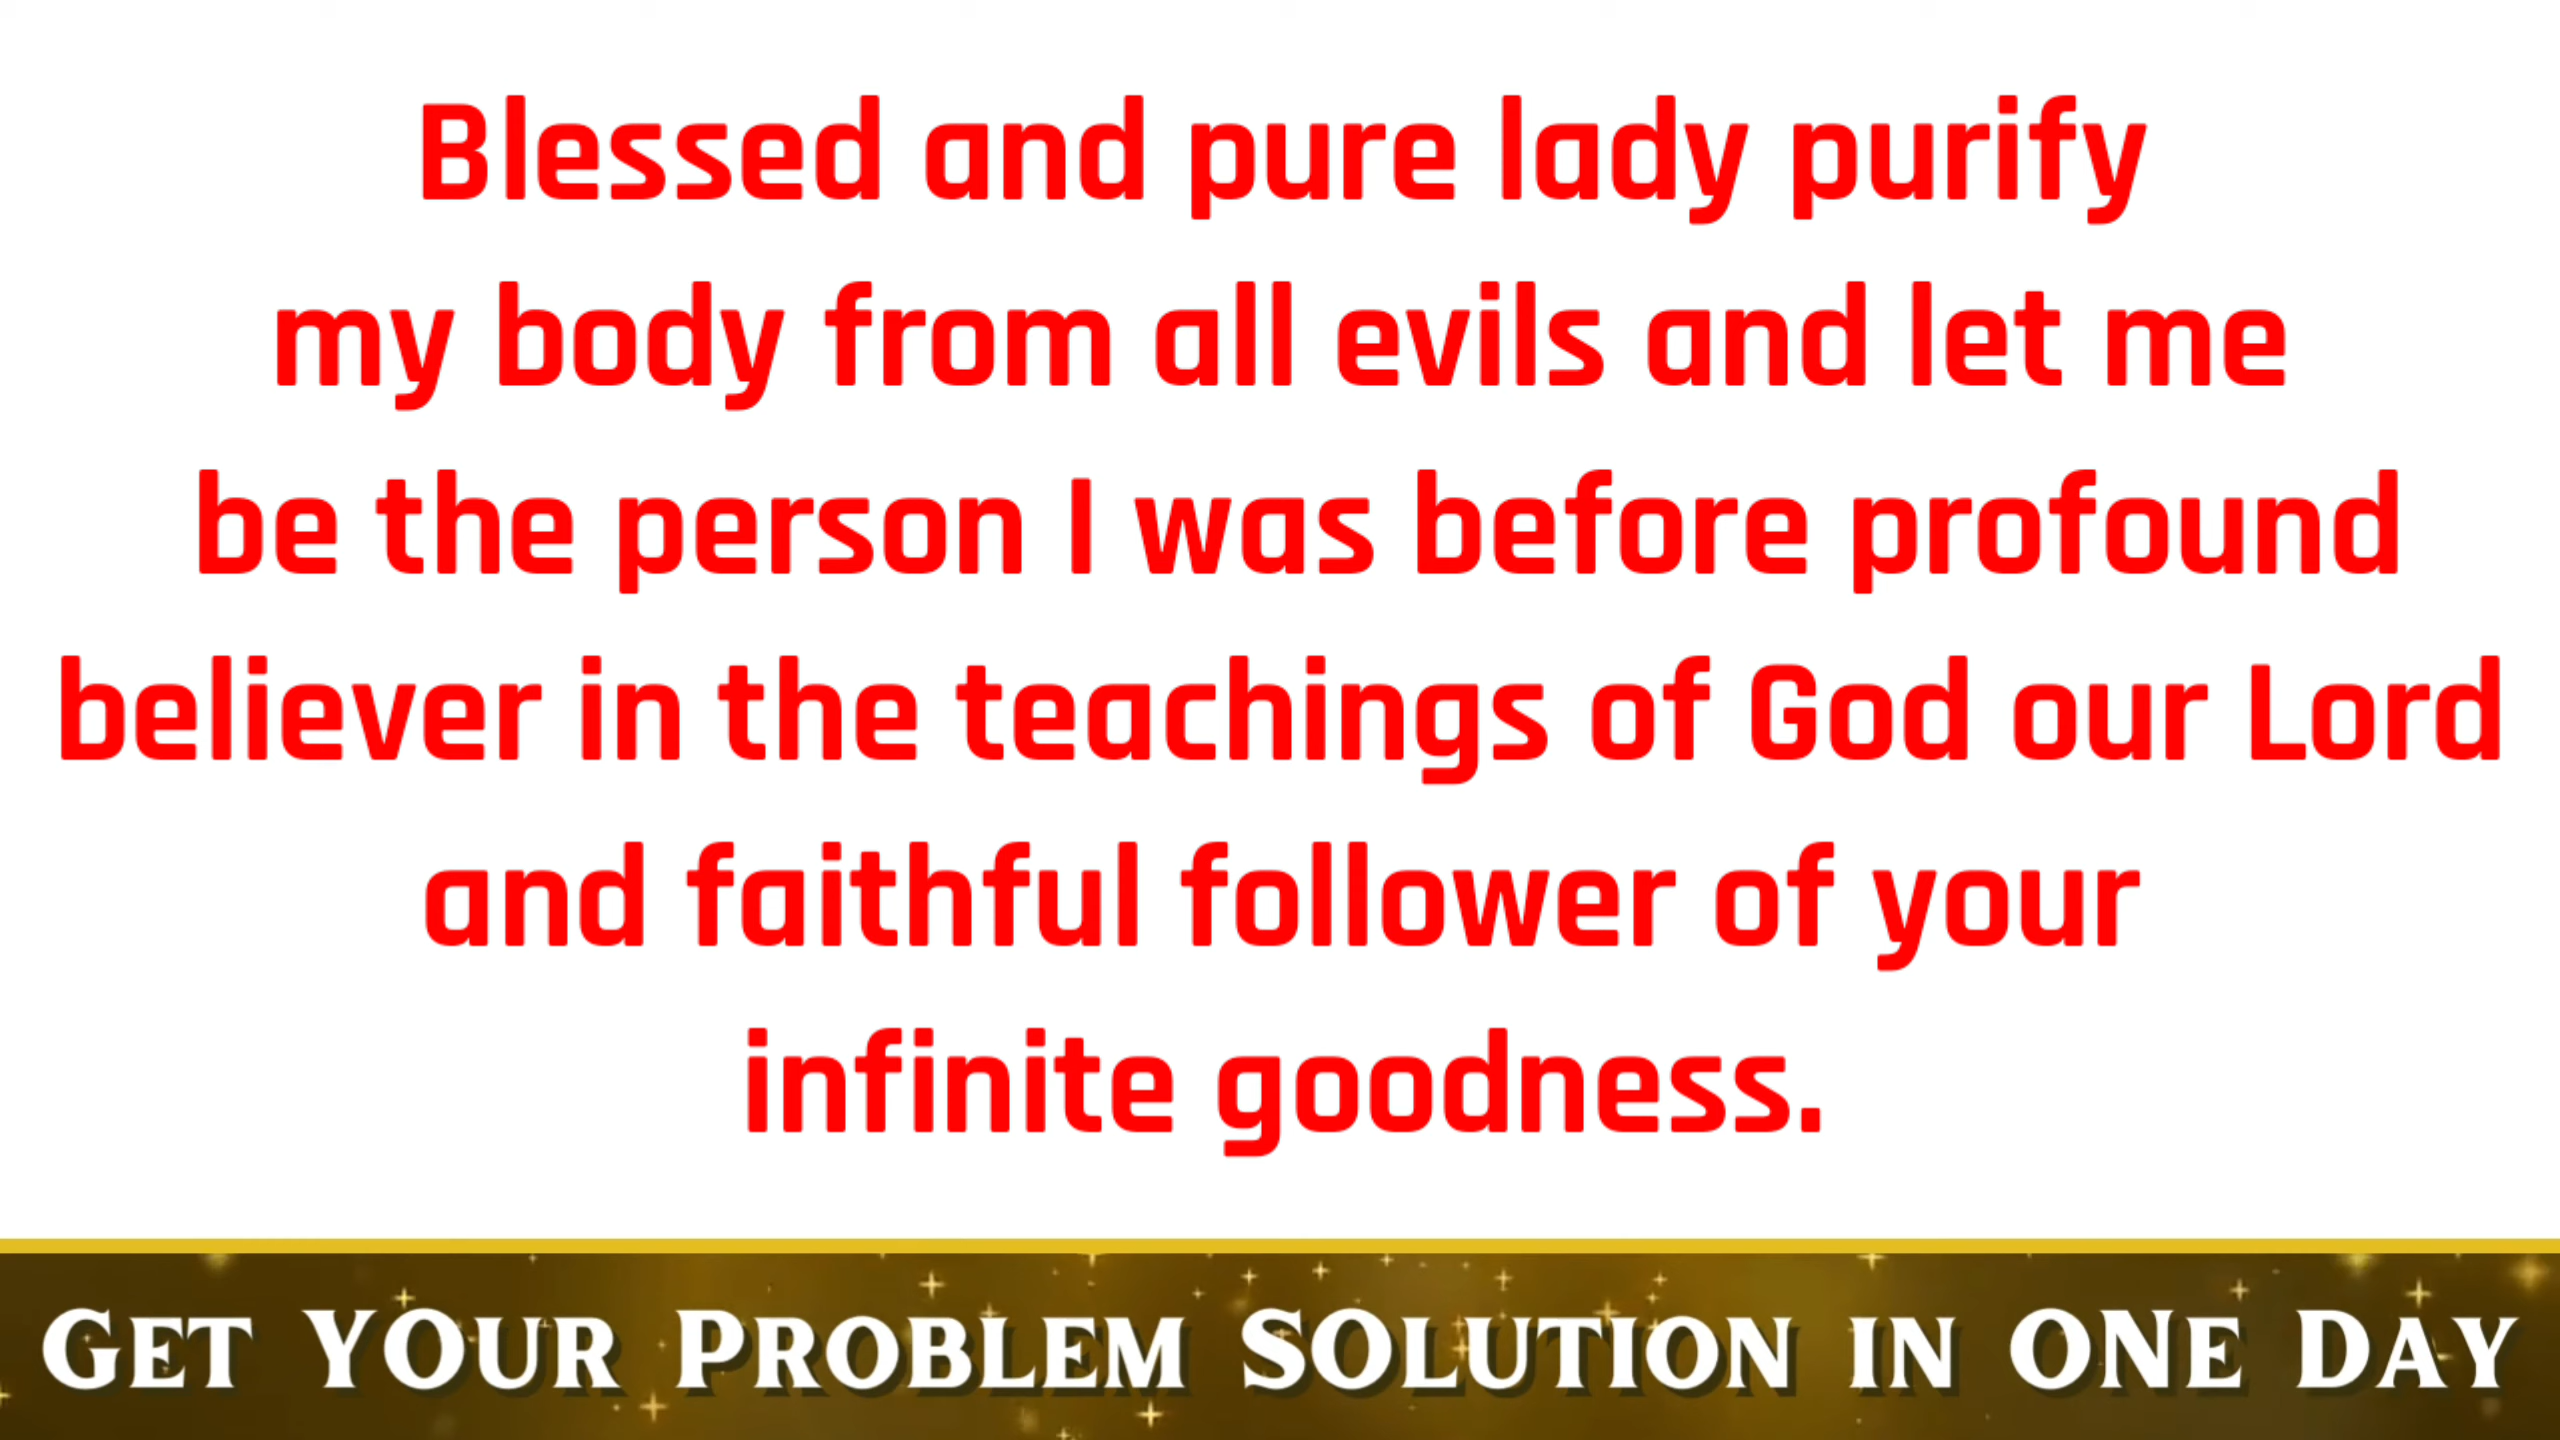 Blessed and pure lady purify
my body from all evils and let me
be the person I was before profound
believer in the teachings of God our Lord
and faithful follower of your
infinite goodness.
GET YOUR PROBLEM SOLUTION IN ONE DAY